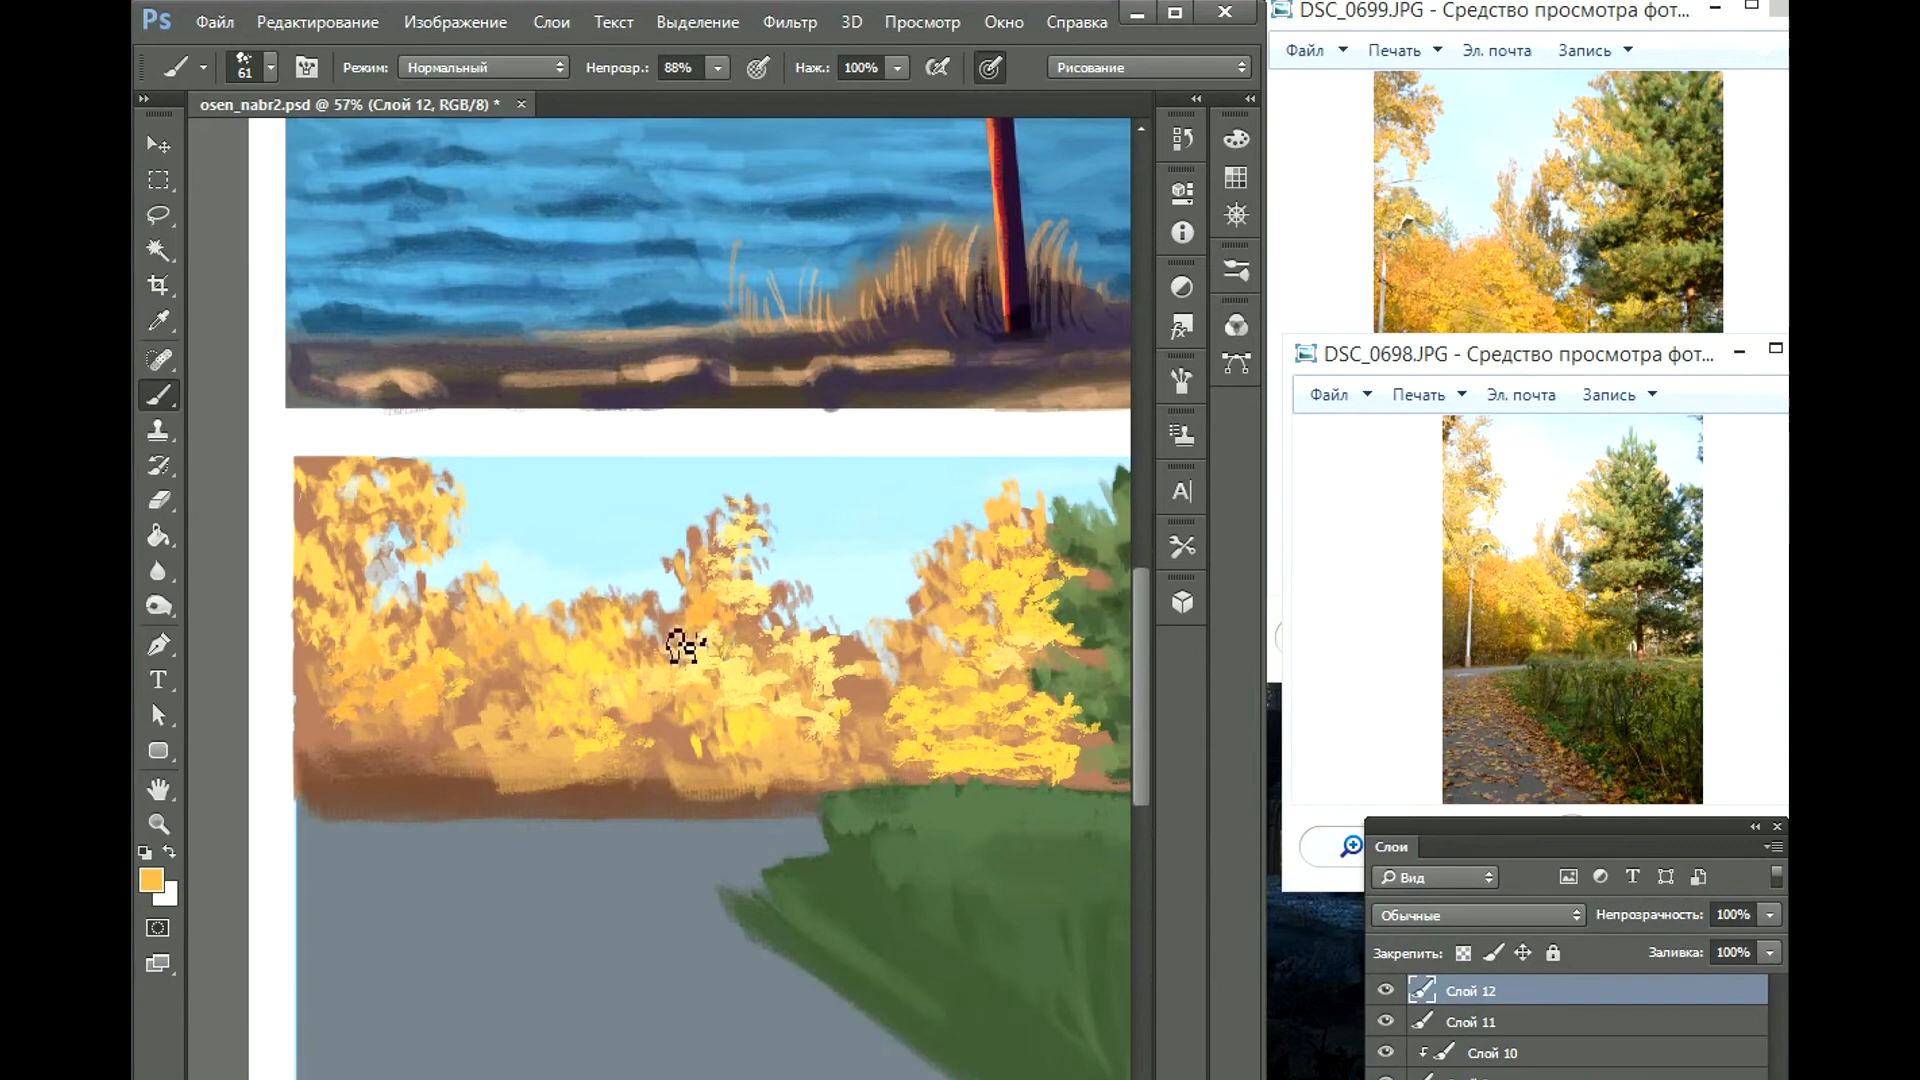 Ps Файл Редактирование Изображение Слои Текст Выделение Фильтр 3D Просмотр Окно Справка
61 Режим: Нормальный Непрозр.: 88% Наж.: 100% Рисование
osen_nabr2.psd @ 57% (Слой 12, RGB/8) *
DSC_0699.JPG - Средство просмотра фот...
Файл Печать Эл. почта Запись
DSC_0698.JPG - Средство просмотра фот...
Файл Печать Эл. почта Запись
Слои
Вид
Обычные Непрозрачность: 100%
Закрепить: Заливка: 100%
Слой 12
Слой 11
Слой 10